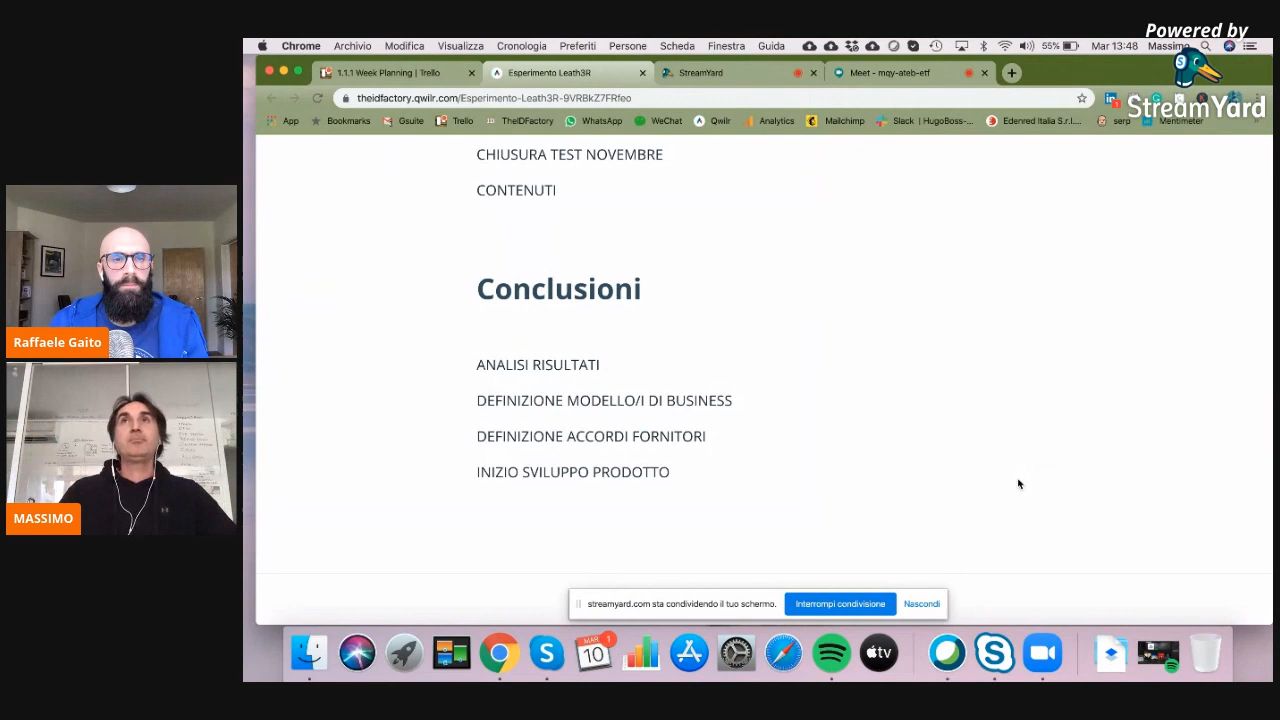 Powered by
StreamYard
Chrome Archivio Modifica Visualizza Cronologia Preferiti Persone Scheda Finestra Guida 55% Mar 13:48 Massimo
1.1.1 Week Planning | Trello
Esperimento Leath3R
StreamYard
Meet - mqy-ateb-etf
theidfactory.qwilr.com/Esperimento-Leath3R-9VRBkZ7FRfeo
App Bookmarks Gsuite Trello TheIDFactory WhatsApp WeChat Qwilr Analytics Mailchimp Slack | HugoBoss-... Edenred Italia S.r.l.... serp Mentimeter
CHIUSURA TEST NOVEMBRE
CONTENUTI
Conclusioni
ANALISI RISULTATI
DEFINIZIONE MODELLO/I DI BUSINESS
DEFINIZIONE ACCORDI FORNITORI
INIZIO SVILUPPO PRODOTTO
streamyard.com sta condividendo il tuo schermo. Interrompi condivisione Nascondi
MAR 1
10
tv
Raffaele Gaito
MASSIMO